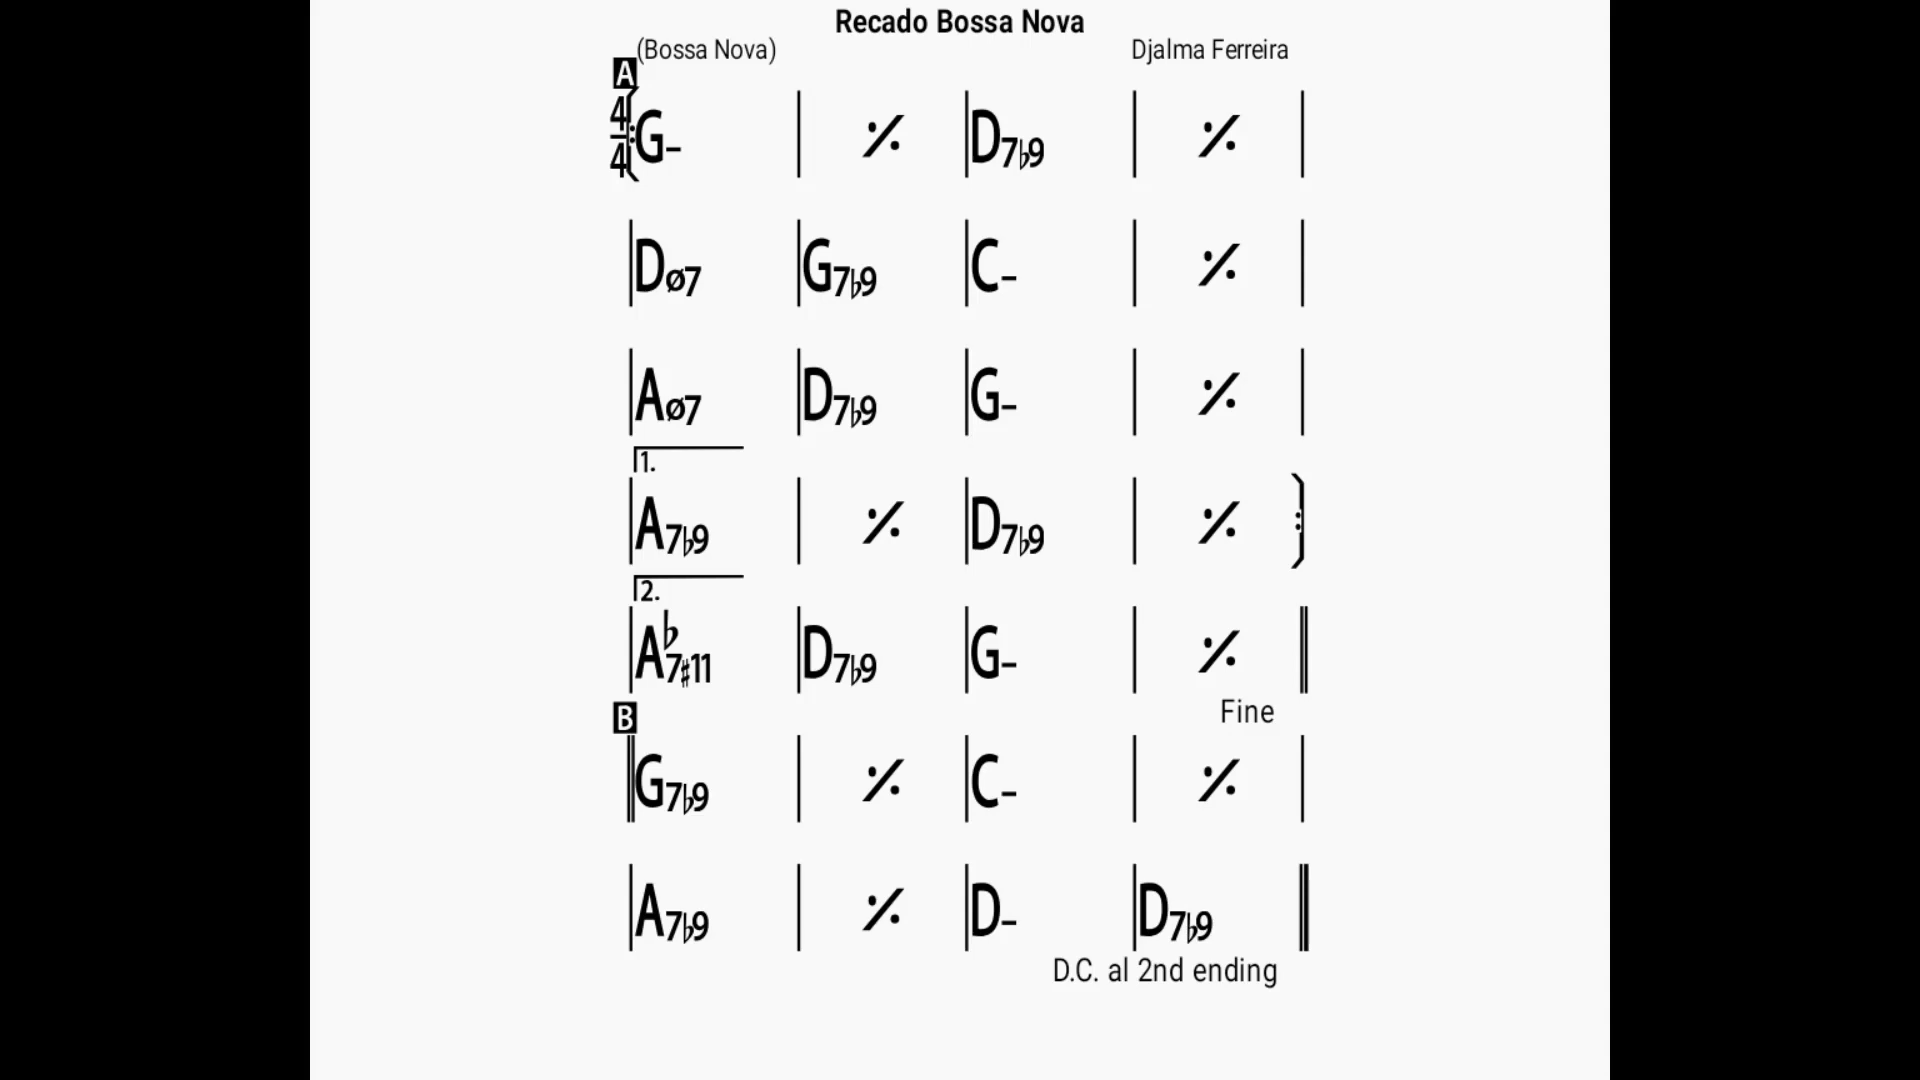 Recado Bossa Nova
(Bossa Nova) Djalma Ferreira
A
4/4 G– 𝄎 D7♭9 𝄎
Dø7 G7♭9 C– 𝄎
Aø7 D7♭9 G– 𝄎
1.
A7♭9 𝄎 D7♭9 𝄎
2.
A♭7♯11 D7♭9 G– 𝄎
Fine
B
G7♭9 𝄎 C– 𝄎
A7♭9 𝄎 D– D7♭9
D.C. al 2nd ending